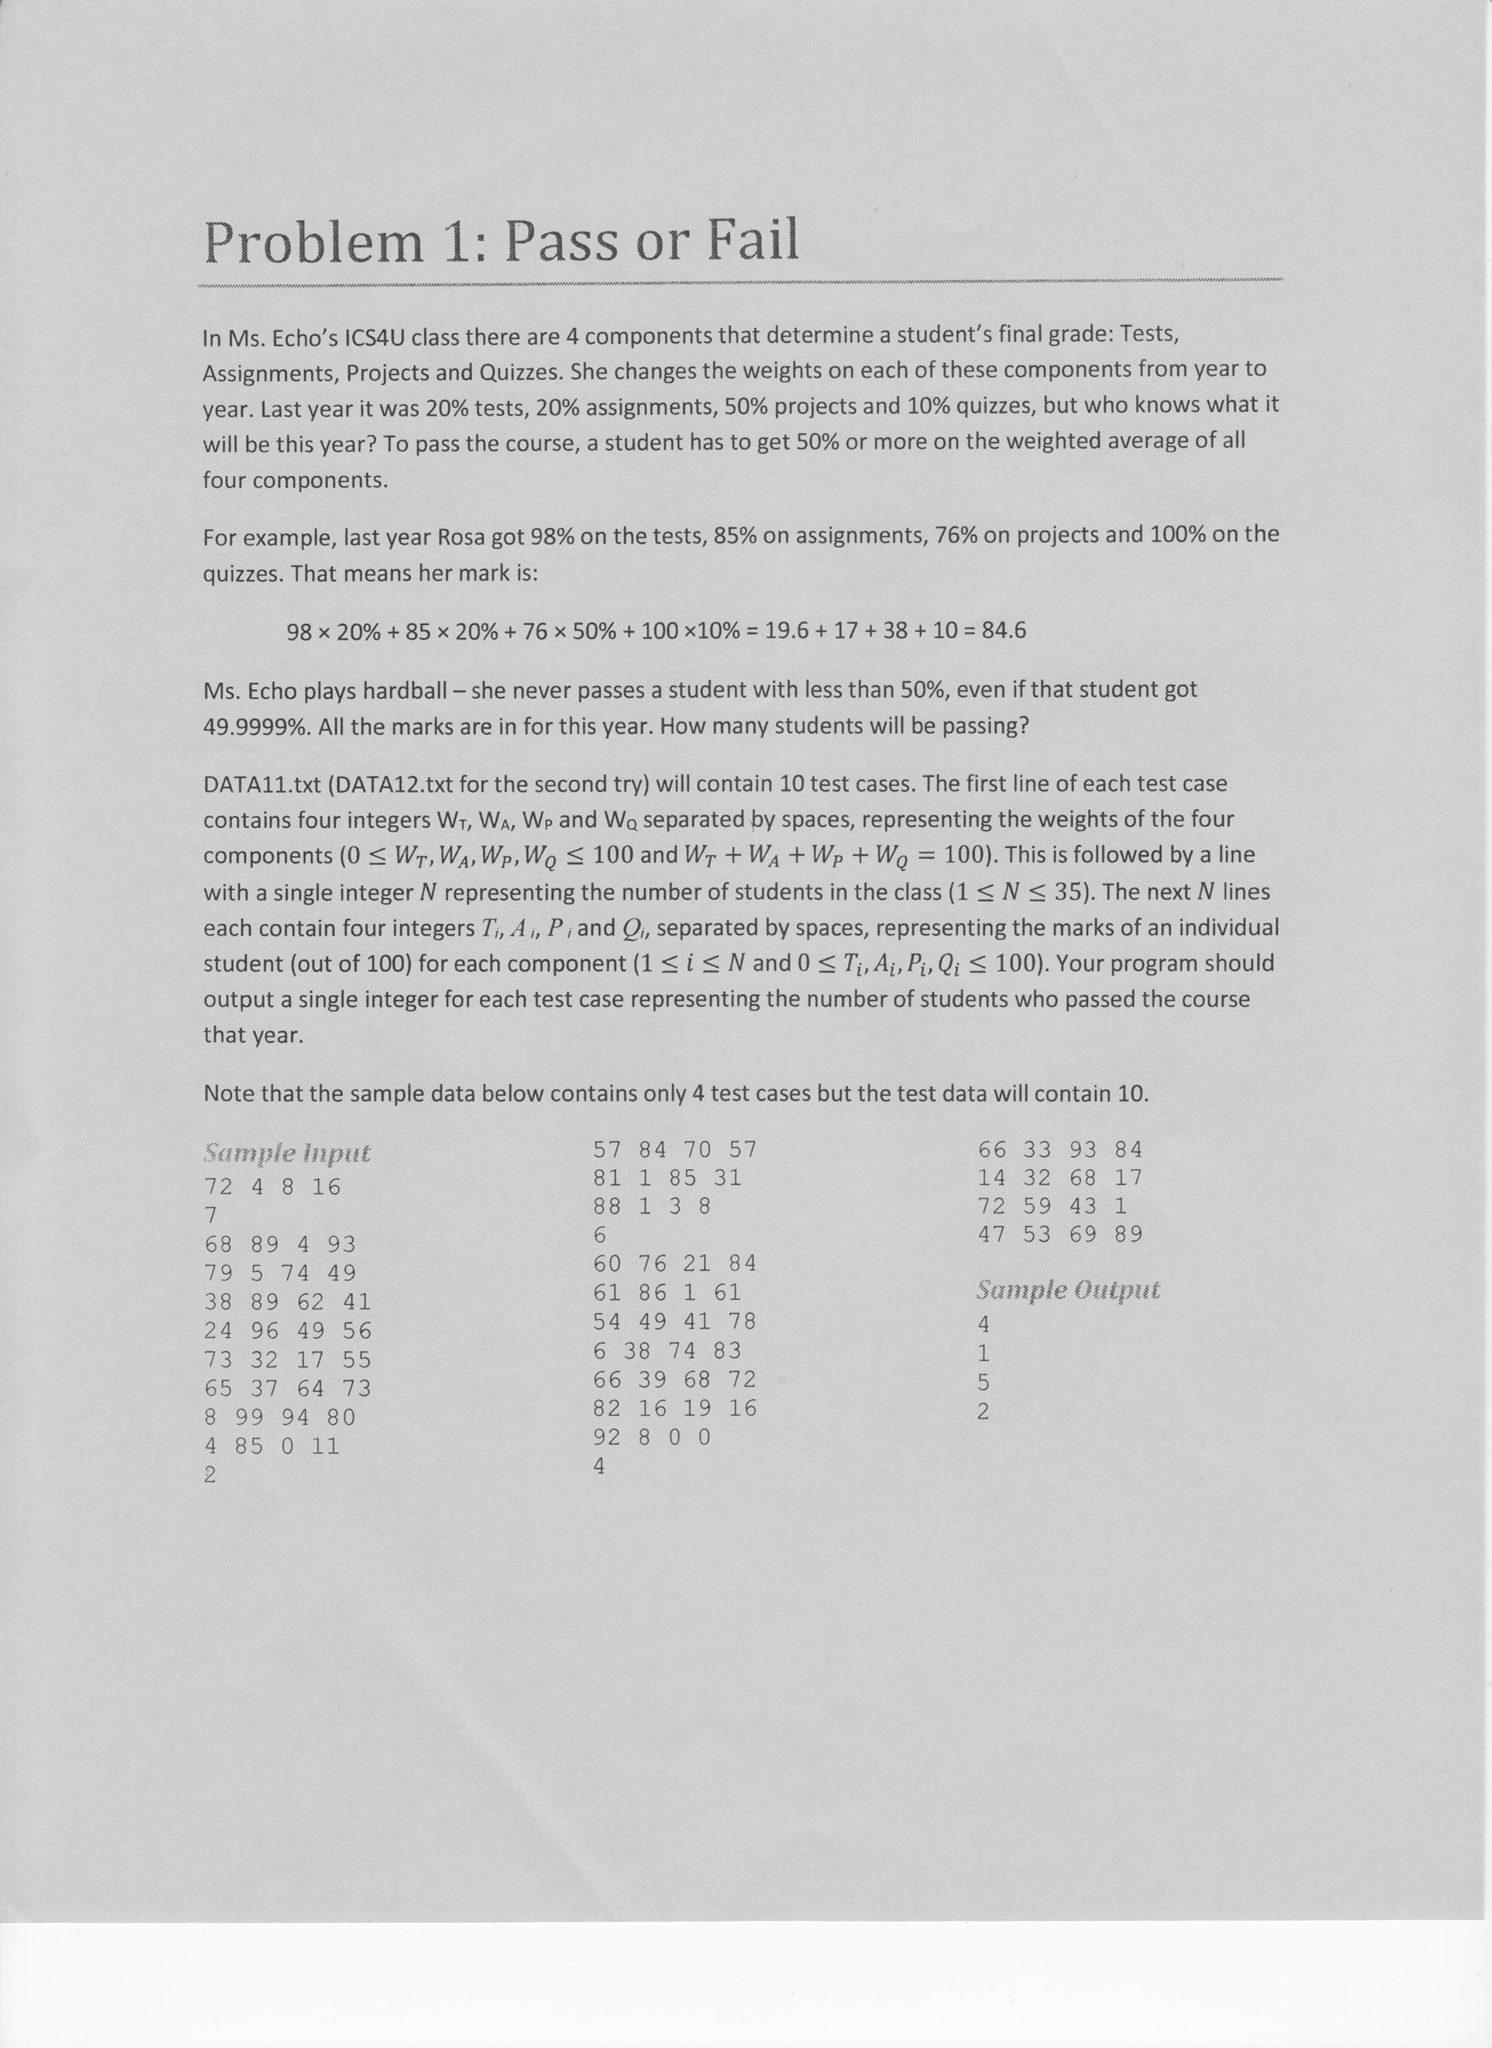 Problem 1: Pass or Fail
In Ms. Echo's ICS4U class there are 4 components that determine a student's final grade: Tests,
Assignments, Projects and Quizzes. She changes the weights on each of these components from year to
year. Last year it was 20% tests, 20% assignments, 50% projects and 10% quizzes, but who knows what it
will be this year? To pass the course, a student has to get 50% or more on the weighted average of all
four components.
For example, last year Rosa got 98% on the tests, 85% on assignments, 76% on projects and 100% on the
quizzes. That means her mark is:
98 × 20% + 85 × 20% + 76 × 50% + 100 ×10% = 19.6 + 17 + 38 + 10 = 84.6
Ms. Echo plays hardball – she never passes a student with less than 50%, even if that student got
49.9999%. All the marks are in for this year. How many students will be passing?
DATA11.txt (DATA12.txt for the second try) will contain 10 test cases. The first line of each test case
contains four integers W_T, W_A, W_P and W_Q separated by spaces, representing the weights of the four
components (0 ≤ W_T, W_A, W_P, W_Q ≤ 100 and W_T + W_A + W_P + W_Q = 100). This is followed by a line
with a single integer N representing the number of students in the class (1 ≤ N ≤ 35). The next N lines
each contain four integers T_i, A_i, P_i and Q_i, separated by spaces, representing the marks of an individual
student (out of 100) for each component (1 ≤ i ≤ N and 0 ≤ T_i, A_i, P_i, Q_i ≤ 100). Your program should
output a single integer for each test case representing the number of students who passed the course
that year.
Note that the sample data below contains only 4 test cases but the test data will contain 10.
Sample Input
72 4 8 16
7
68 89 4 93
79 5 74 49
38 89 62 41
24 96 49 56
73 32 17 55
65 37 64 73
8 99 94 80
4 85 0 11
2
57 84 70 57
81 1 85 31
88 1 3 8
6
60 76 21 84
61 86 1 61
54 49 41 78
6 38 74 83
66 39 68 72
82 16 19 16
92 8 0 0
4
66 33 93 84
14 32 68 17
72 59 43 1
47 53 69 89
Sample Output
4
1
5
2